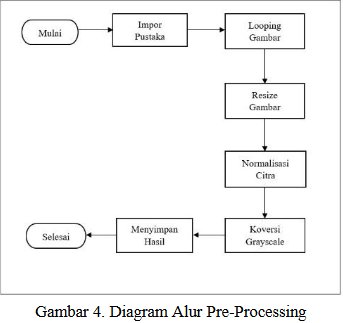 Mulai
Impor
Pustaka
Looping
Gambar
Resize
Gambar
Normalisasi
Citra
Koversi
Grayscale
Menyimpan
Hasil
Selesai
Gambar 4. Diagram Alur Pre-Processing